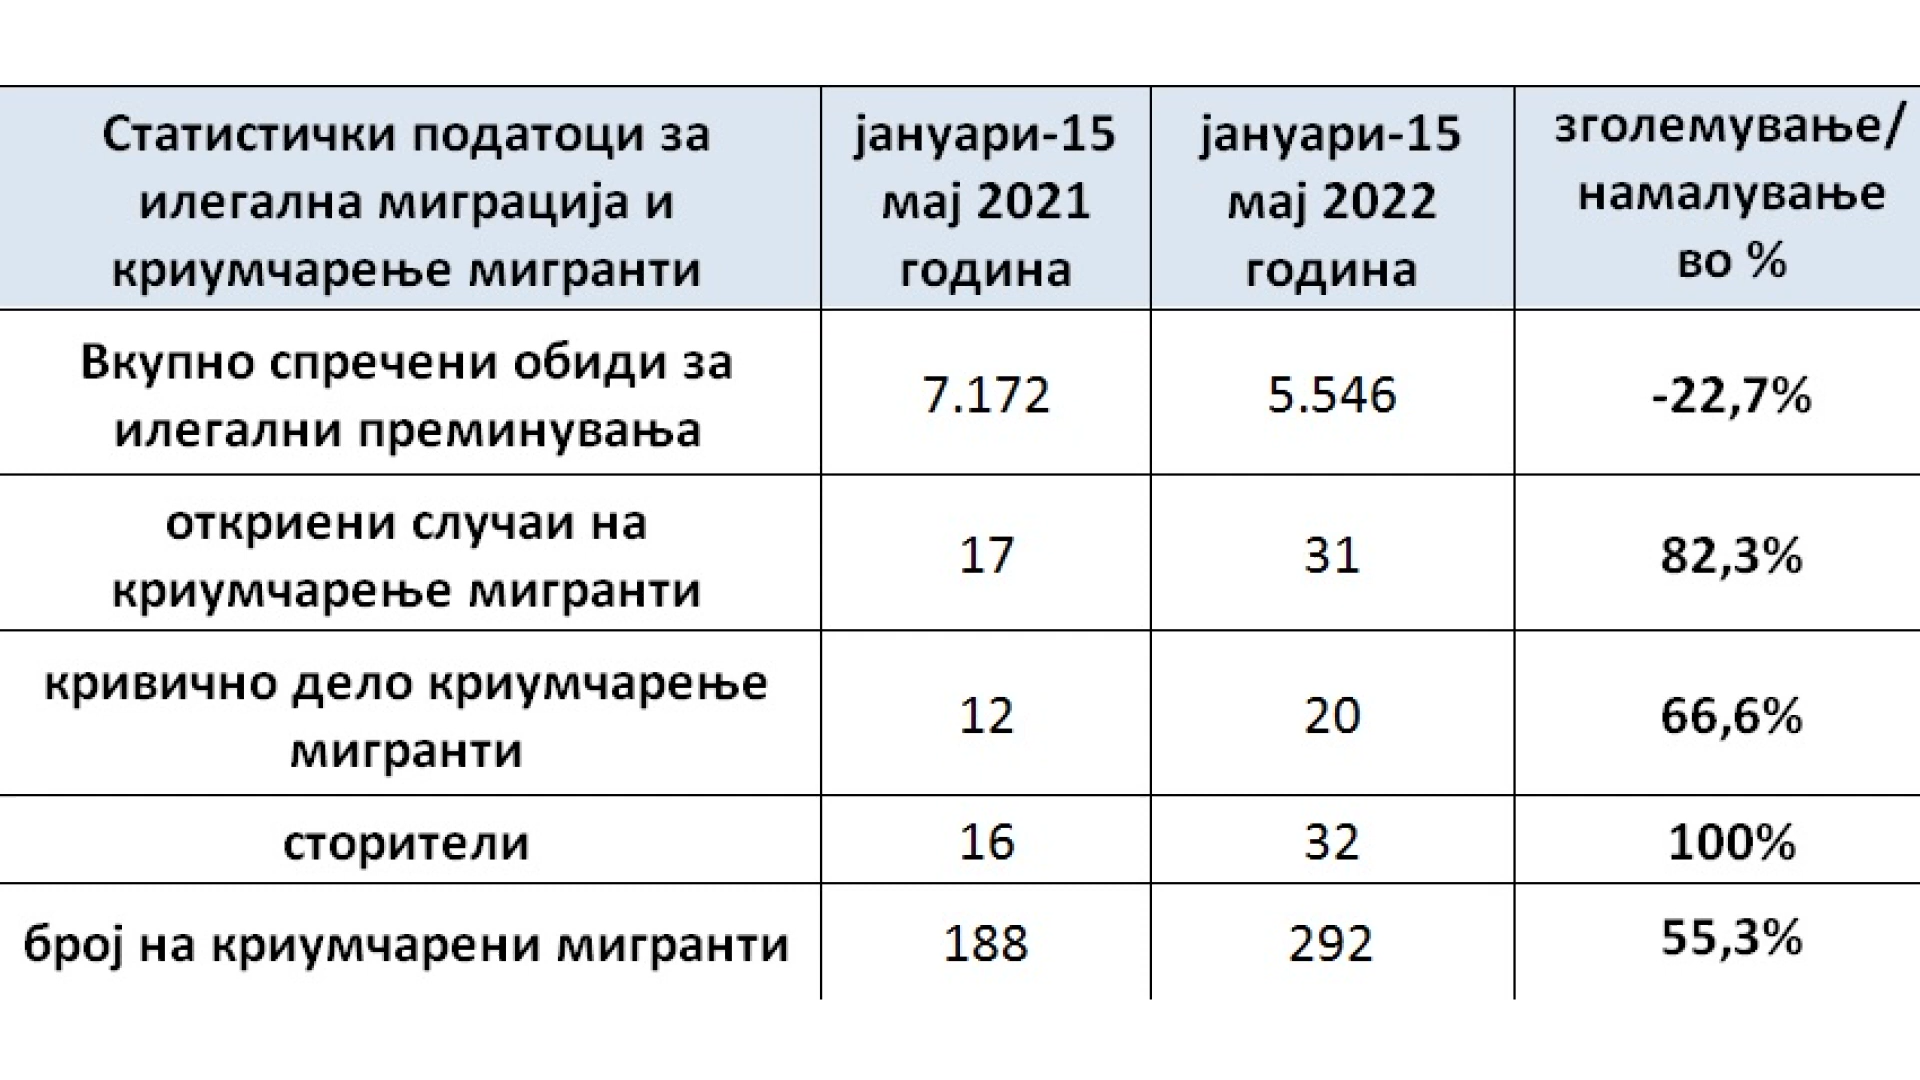 Статистички податоци за
илегална миграција и
криумчарење мигранти
јануари-15
мај 2021
година
јануари-15
мај 2022
година
зголемување/
намалување
во %
Вкупно спречени обиди за
илегални преминувања
7.172
5.546
-22,7%
откриени случаи на
криумчарење мигранти
17
31
82,3%
кривично дело криумчарење
мигранти
12
20
66,6%
сторители
16
32
100%
број на криумчарени мигранти
188
292
55,3%